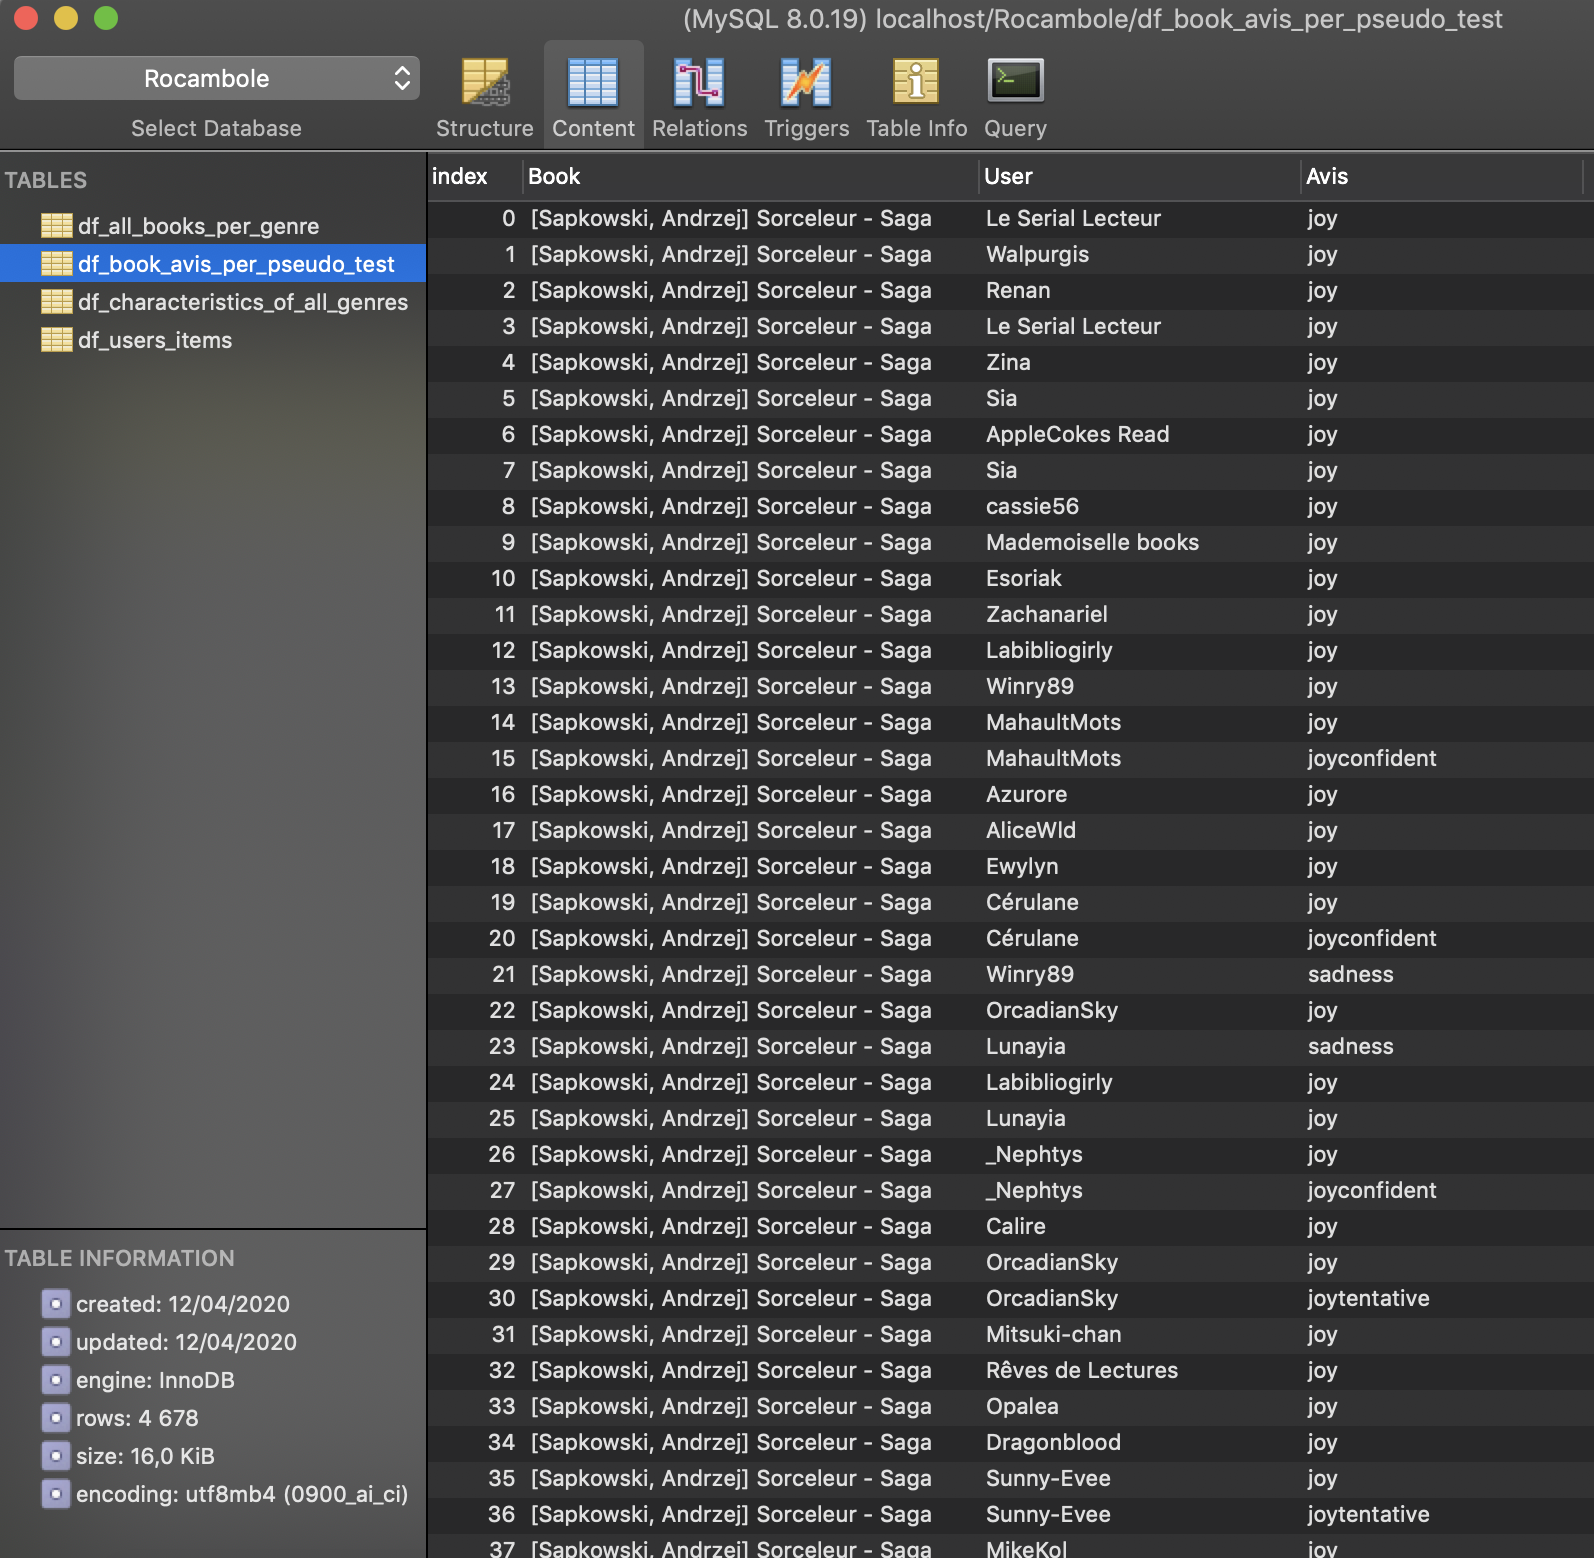 (MySQL 8.0.19) localhost/Rocambole/df_book_avis_per_pseudo_test
Rocambole
Select Database
Structure Content Relations Triggers Table Info Query
TABLES
df_all_books_per_genre
df_book_avis_per_pseudo_test
df_characteristics_of_all_genres
df_users_items
index Book User Avis
0 [Sapkowski, Andrzej] Sorceleur - Saga Le Serial Lecteur joy
1 [Sapkowski, Andrzej] Sorceleur - Saga Walpurgis joy
2 [Sapkowski, Andrzej] Sorceleur - Saga Renan joy
3 [Sapkowski, Andrzej] Sorceleur - Saga Le Serial Lecteur joy
4 [Sapkowski, Andrzej] Sorceleur - Saga Zina joy
5 [Sapkowski, Andrzej] Sorceleur - Saga Sia joy
6 [Sapkowski, Andrzej] Sorceleur - Saga AppleCokes Read joy
7 [Sapkowski, Andrzej] Sorceleur - Saga Sia joy
8 [Sapkowski, Andrzej] Sorceleur - Saga cassie56 joy
9 [Sapkowski, Andrzej] Sorceleur - Saga Mademoiselle books joy
10 [Sapkowski, Andrzej] Sorceleur - Saga Esoriak joy
11 [Sapkowski, Andrzej] Sorceleur - Saga Zachanariel joy
12 [Sapkowski, Andrzej] Sorceleur - Saga Labibliogirly joy
13 [Sapkowski, Andrzej] Sorceleur - Saga Winry89 joy
14 [Sapkowski, Andrzej] Sorceleur - Saga MahaultMots joy
15 [Sapkowski, Andrzej] Sorceleur - Saga MahaultMots joyconfident
16 [Sapkowski, Andrzej] Sorceleur - Saga Azurore joy
17 [Sapkowski, Andrzej] Sorceleur - Saga AliceWld joy
18 [Sapkowski, Andrzej] Sorceleur - Saga Ewylyn joy
19 [Sapkowski, Andrzej] Sorceleur - Saga Cérulane joy
20 [Sapkowski, Andrzej] Sorceleur - Saga Cérulane joyconfident
21 [Sapkowski, Andrzej] Sorceleur - Saga Winry89 sadness
22 [Sapkowski, Andrzej] Sorceleur - Saga OrcadianSky joy
23 [Sapkowski, Andrzej] Sorceleur - Saga Lunayia sadness
24 [Sapkowski, Andrzej] Sorceleur - Saga Labibliogirly joy
25 [Sapkowski, Andrzej] Sorceleur - Saga Lunayia joy
26 [Sapkowski, Andrzej] Sorceleur - Saga _Nephtys joy
27 [Sapkowski, Andrzej] Sorceleur - Saga _Nephtys joyconfident
28 [Sapkowski, Andrzej] Sorceleur - Saga Calire joy
29 [Sapkowski, Andrzej] Sorceleur - Saga OrcadianSky joy
30 [Sapkowski, Andrzej] Sorceleur - Saga OrcadianSky joytentative
31 [Sapkowski, Andrzej] Sorceleur - Saga Mitsuki-chan joy
32 [Sapkowski, Andrzej] Sorceleur - Saga Rêves de Lectures joy
33 [Sapkowski, Andrzej] Sorceleur - Saga Opalea joy
34 [Sapkowski, Andrzej] Sorceleur - Saga Dragonblood joy
35 [Sapkowski, Andrzej] Sorceleur - Saga Sunny-Evee joy
36 [Sapkowski, Andrzej] Sorceleur - Saga Sunny-Evee joytentative
37 [Sapkowski, Andrzej] Sorceleur - Saga MikeKol joy
TABLE INFORMATION
created: 12/04/2020
updated: 12/04/2020
engine: InnoDB
rows: 4 678
size: 16,0 KiB
encoding: utf8mb4 (0900_ai_ci)